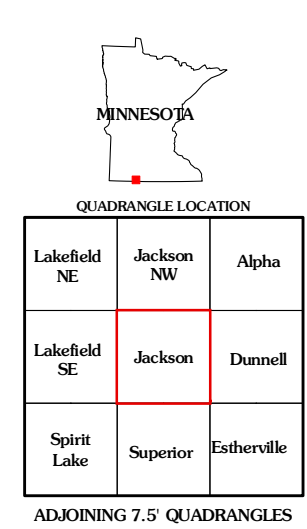 MINNESOTA
QUADRANGLE LOCATION
Lakefield
NE
Jackson
NW
Alpha
Lakefield
SE
Jackson
Dunnell
Spirit
Lake
Superior
Estherville
ADJOINING 7.5' QUADRANGLES